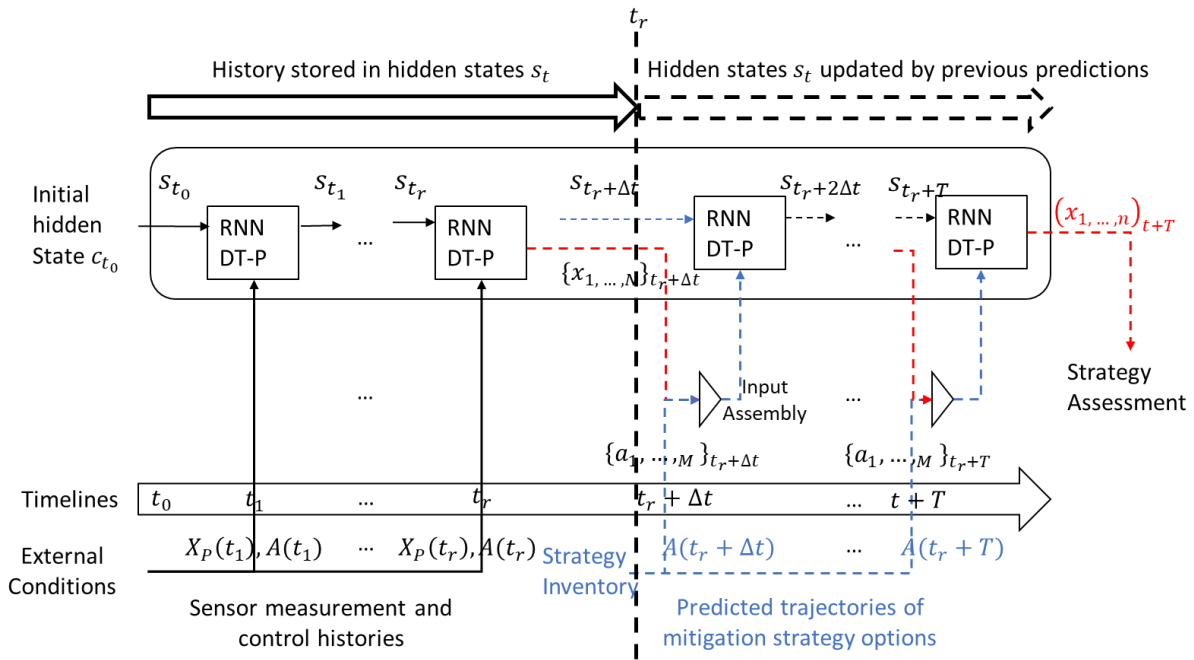 t_r
History stored in hidden states s_t
Hidden states s_t updated by previous predictions
Initial
hidden
State c_{t_0}
s_{t_0}
s_{t_1}
s_{t_r}
s_{t_r+Δt}
s_{t_r+2Δt}
s_{t_r+T}
RNN
DT-P
...
RNN
DT-P
RNN
DT-P
...
RNN
DT-P
(x_{1,…,n})_{t+T}
{x_{1,…,N}}_{t_r+Δt}
...
Input
Assembly
...
Strategy
Assessment
{a_{1,…,M}}_{t_r+Δt}
{a_{1,…,M}}_{t_r+T}
Timelines
t_0
t_1
...
t_r
t_r + Δt
...
t + T
External
Conditions
X_P(t_1), A(t_1)
...
X_P(t_r), A(t_r)
Strategy
Inventory
A(t_r + Δt)
...
A(t_r + T)
Sensor measurement and
control histories
Predicted trajectories of
mitigation strategy options